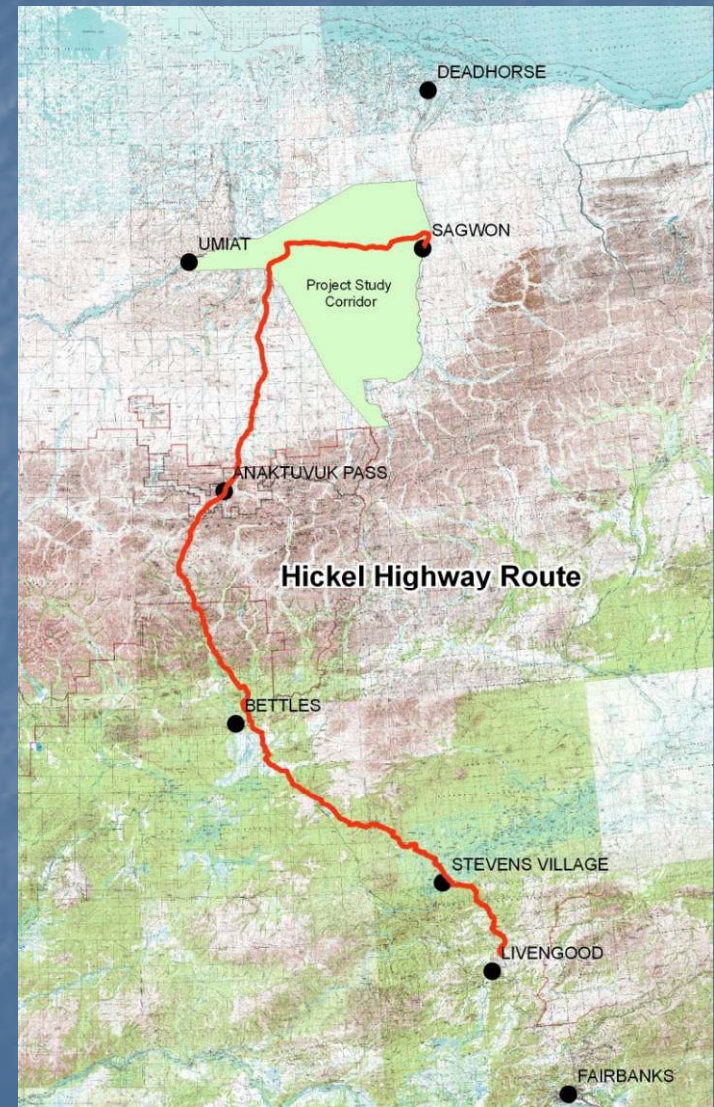 DEADHORSE
SAGWON
UMIAT
Project Study
Corridor
ANAKTUVUK PASS
Hickel Highway Route
BETTLES
STEVENS VILLAGE
LIVENGOOD
FAIRBANKS